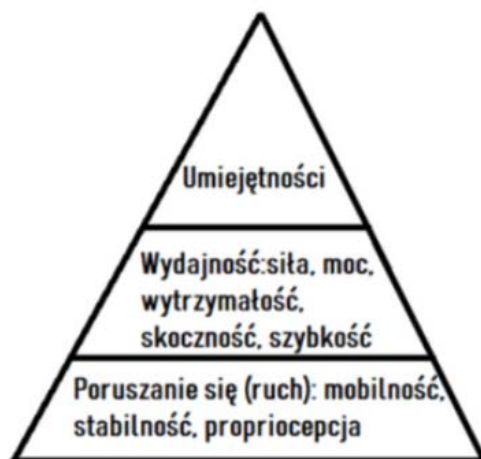 Umiejętności
Wydajność:siła, moc,
wytrzymałość,
skoczność, szybkość
Poruszanie się (ruch): mobilność,
stabilność, propriocepcja